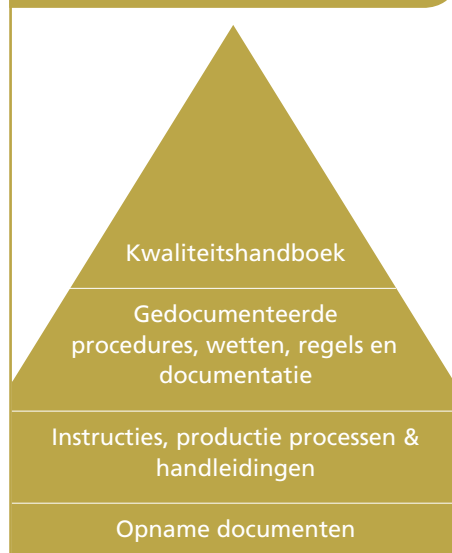 Kwaliteitshandboek
Gedocumenteerde
procedures, wetten, regels en
documentatie
Instructies, productie processen &
handleidingen
Opname documenten